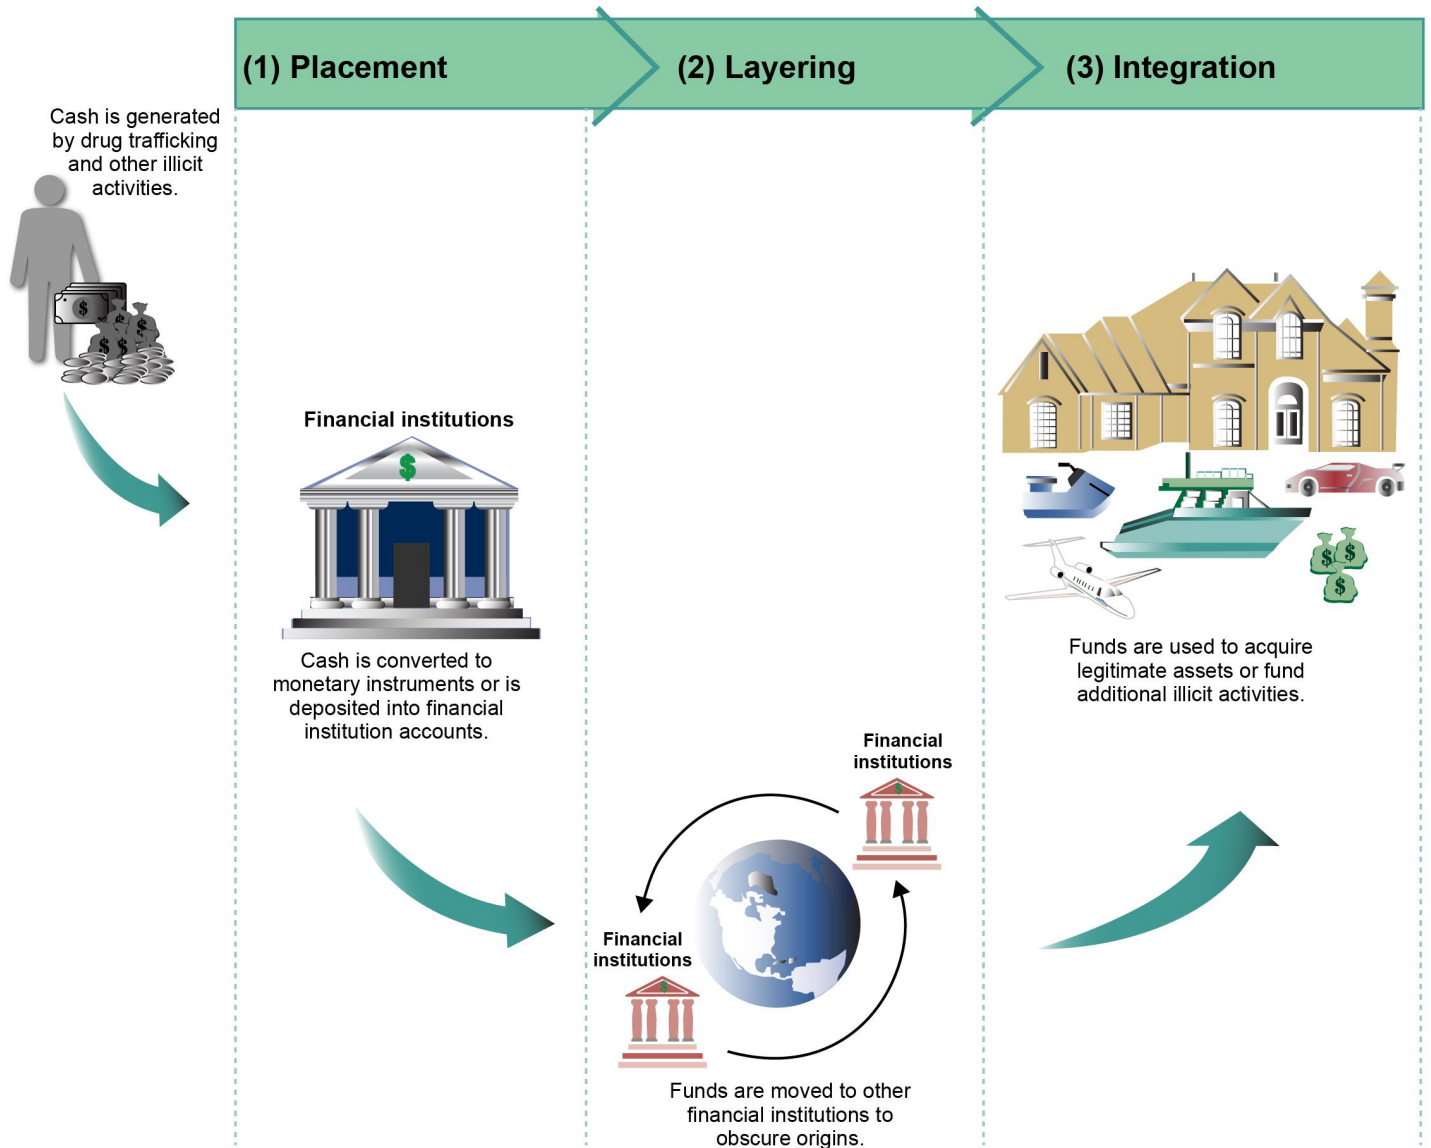 (1) Placement
(2) Layering
(3) Integration
Cash is generated
by drug trafficking
and other illicit
activities.
$
$
$
$
$
Financial institutions
$
Cash is converted to
monetary instruments or is
deposited into financial
institution accounts.
Financial
institutions
$
Financial
institutions
$
Funds are moved to other
financial institutions to
obscure origins.
$
$
$
Funds are used to acquire
legitimate assets or fund
additional illicit activities.